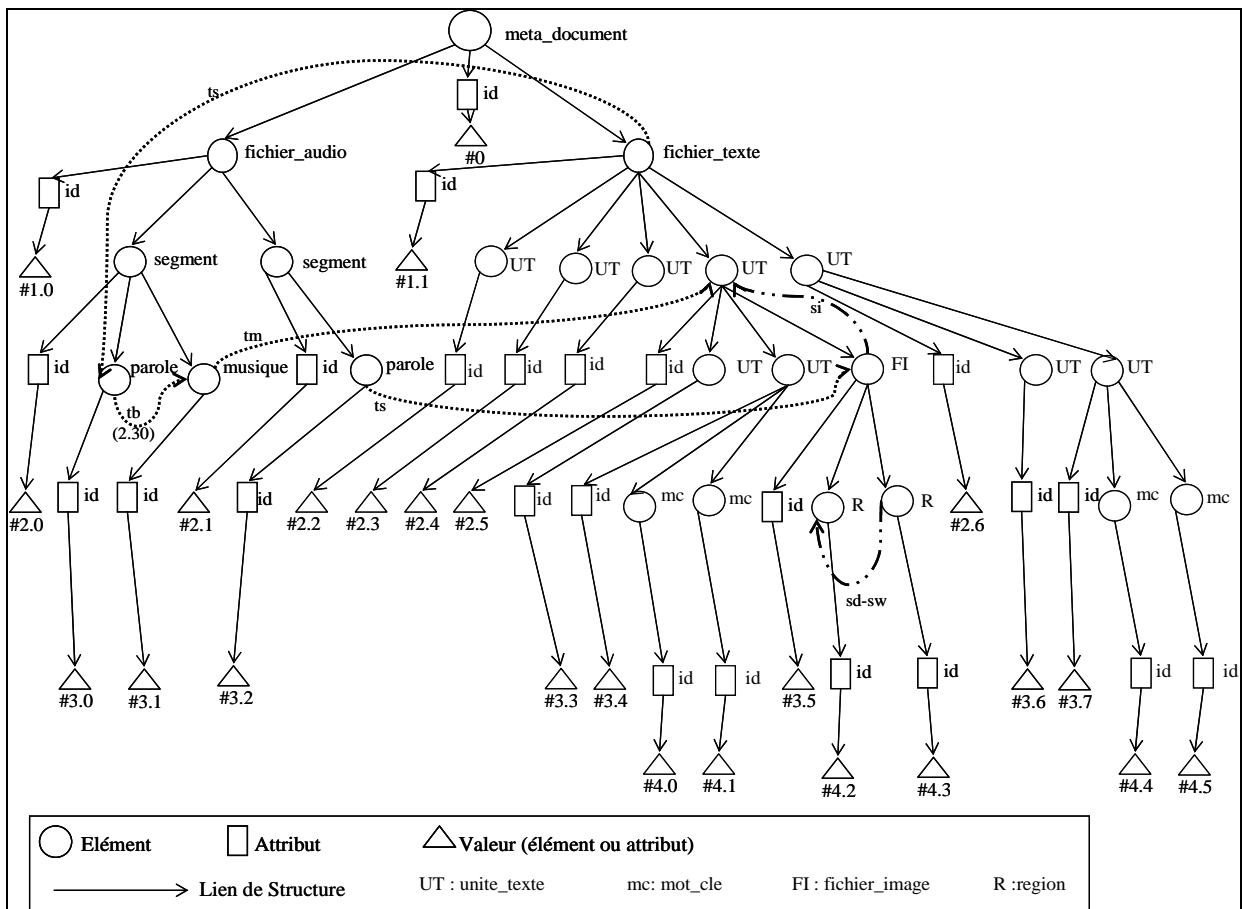 meta_document
ts
id
#0
fichier_audio
fichier_texte
id
id
segment
segment
UT
UT
UT
UT
UT
#1.0
#1.1
si
tm
id
parole
musique
id
parole
id
id
id
id
UT
UT
FI
id
UT
UT
tb
(2.30)
ts
id
id
id
id
id
mc
mc
id
R
R
id
id
mc
mc
#2.0
#2.1
#2.2
#2.3
#2.4
#2.5
#2.6
sd-sw
#3.0
#3.1
#3.2
#3.3
#3.4
id
id
#3.5
id
id
#3.6
#3.7
id
id
#4.0
#4.1
#4.2
#4.3
#4.4
#4.5
Elément
Attribut
Valeur (élément ou attribut)
Lien de Structure
UT : unite_texte
mc: mot_cle
FI : fichier_image
R :region